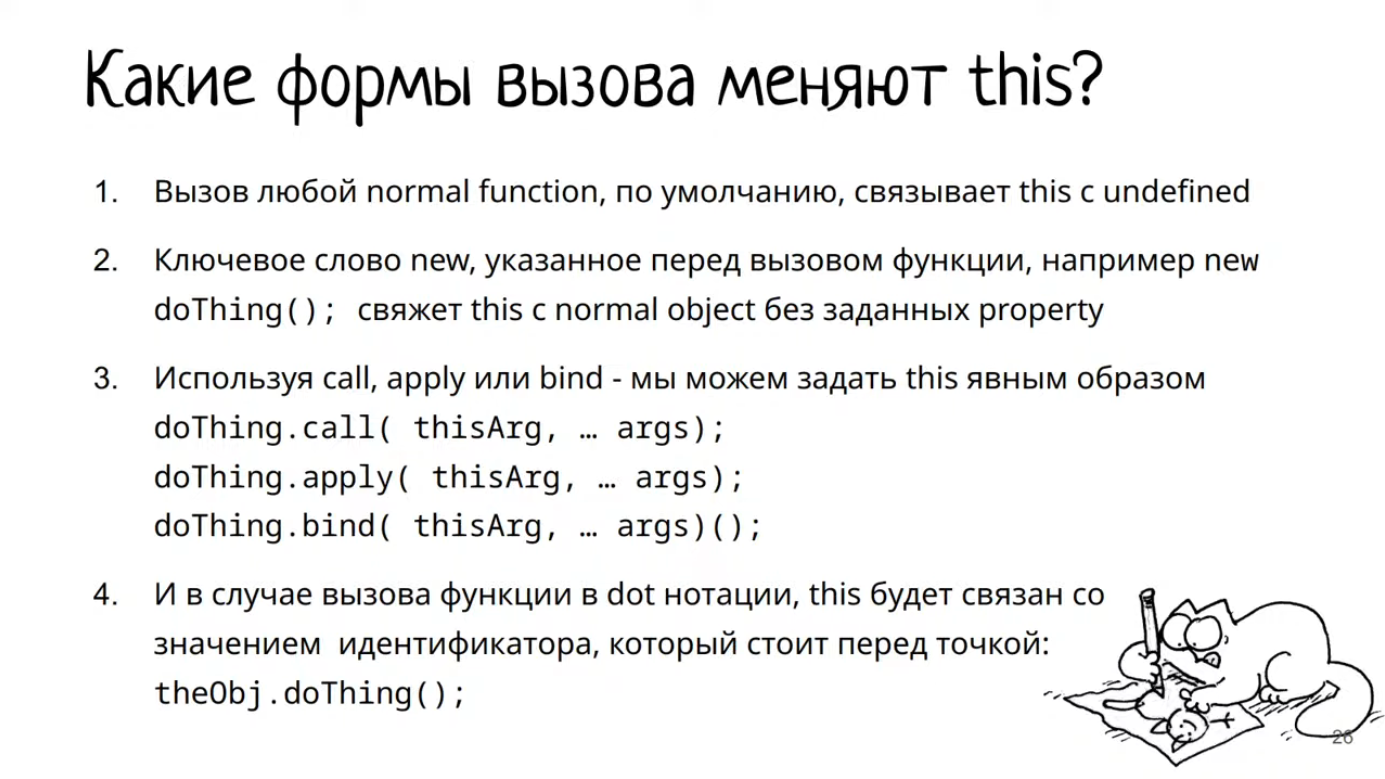 Какие формы вызова меняют this?
1. Вызов любой normal function, по умолчанию, связывает this с undefined
2. Ключевое слово new, указанное перед вызовом функции, например new
doThing(); свяжет this с normal object без заданных property
3. Используя call, apply или bind - мы можем задать this явным образом
doThing.call( thisArg, … args);
doThing.apply( thisArg, … args);
doThing.bind( thisArg, … args)();
4. И в случае вызова функции в dot нотации, this будет связан со
значением  идентификатора, который стоит перед точкой:
theObj.doThing();
26